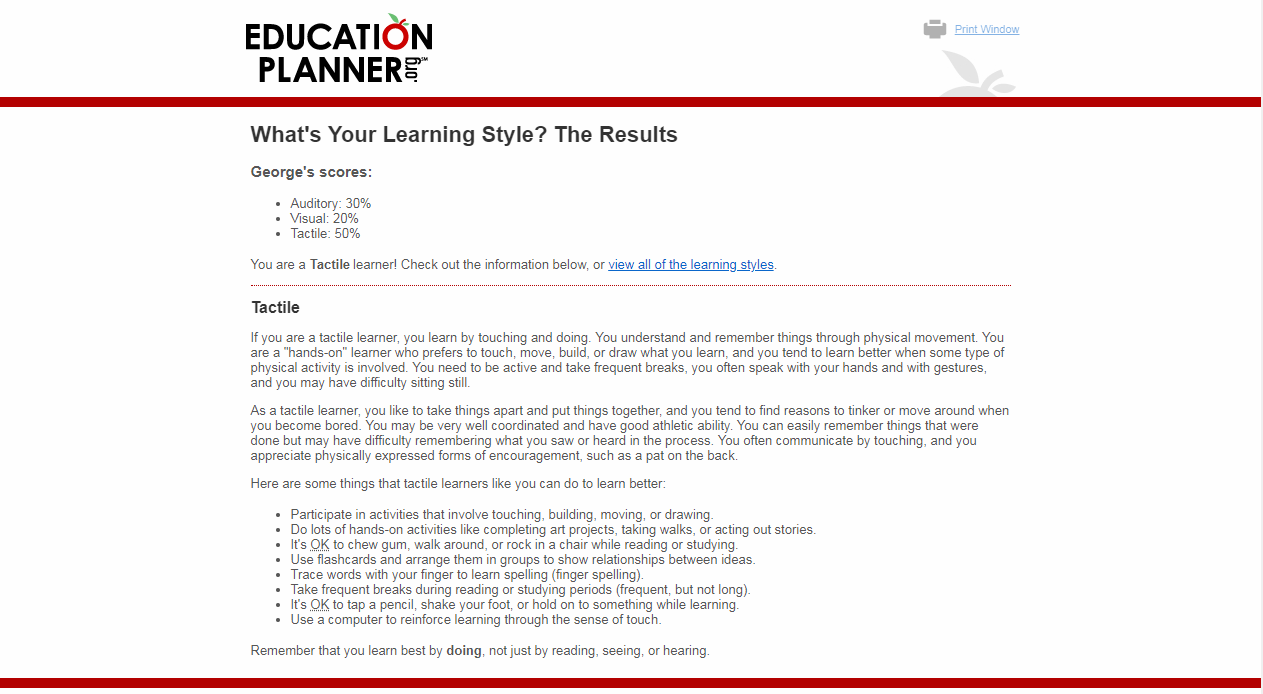 EDUCATION
PLANNER.org℠
Print Window
What's Your Learning Style? The Results
George's scores:
• Auditory: 30%
• Visual: 20%
• Tactile: 50%
You are a Tactile learner! Check out the information below, or view all of the learning styles.
Tactile
If you are a tactile learner, you learn by touching and doing. You understand and remember things through physical movement. You
are a "hands-on" learner who prefers to touch, move, build, or draw what you learn, and you tend to learn better when some type of
physical activity is involved. You need to be active and take frequent breaks, you often speak with your hands and with gestures,
and you may have difficulty sitting still.
As a tactile learner, you like to take things apart and put things together, and you tend to find reasons to tinker or move around when
you become bored. You may be very well coordinated and have good athletic ability. You can easily remember things that were
done but may have difficulty remembering what you saw or heard in the process. You often communicate by touching, and you
appreciate physically expressed forms of encouragement, such as a pat on the back.
Here are some things that tactile learners like you can do to learn better:
• Participate in activities that involve touching, building, moving, or drawing.
• Do lots of hands-on activities like completing art projects, taking walks, or acting out stories.
• It's OK to chew gum, walk around, or rock in a chair while reading or studying.
• Use flashcards and arrange them in groups to show relationships between ideas.
• Trace words with your finger to learn spelling (finger spelling).
• Take frequent breaks during reading or studying periods (frequent, but not long).
• It's OK to tap a pencil, shake your foot, or hold on to something while learning.
• Use a computer to reinforce learning through the sense of touch.
Remember that you learn best by doing, not just by reading, seeing, or hearing.